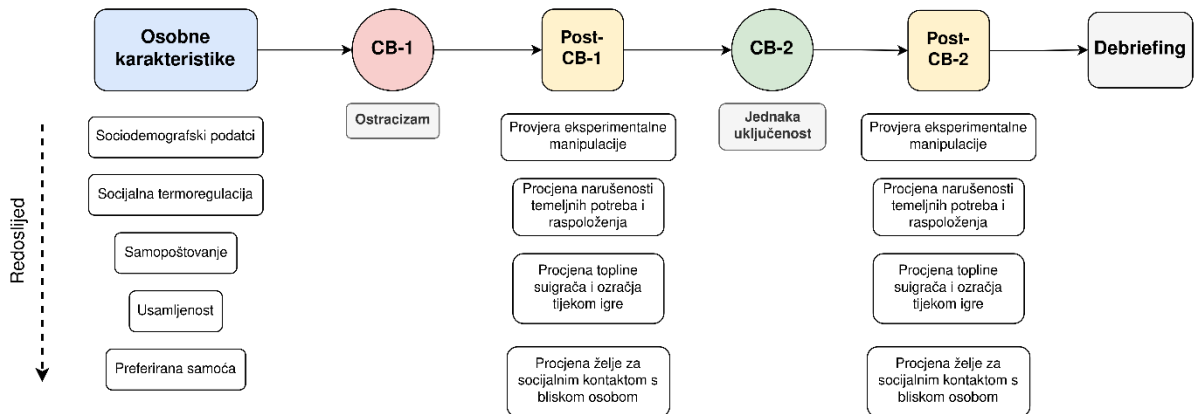 Osobne
karakteristike
CB-1
Post-
CB-1
CB-2
Post-
CB-2
Debriefing
Ostracizam
Jednaka
uključenost
Redoslijed
Sociodemografski podatci
Socijalna termoregulacija
Samopoštovanje
Usamljenost
Preferirana samoća
Provjera eksperimentalne
manipulacije
Procjena narušenosti
temeljnih potreba i
raspoloženja
Procjena topline
suigrača i ozračja
tijekom igre
Procjena želje za
socijalnim kontaktom s
bliskom osobom
Provjera eksperimentalne
manipulacije
Procjena narušenosti
temeljnih potreba i
raspoloženja
Procjena topline
suigrača i ozračja
tijekom igre
Procjena želje za
socijalnim kontaktom s
bliskom osobom